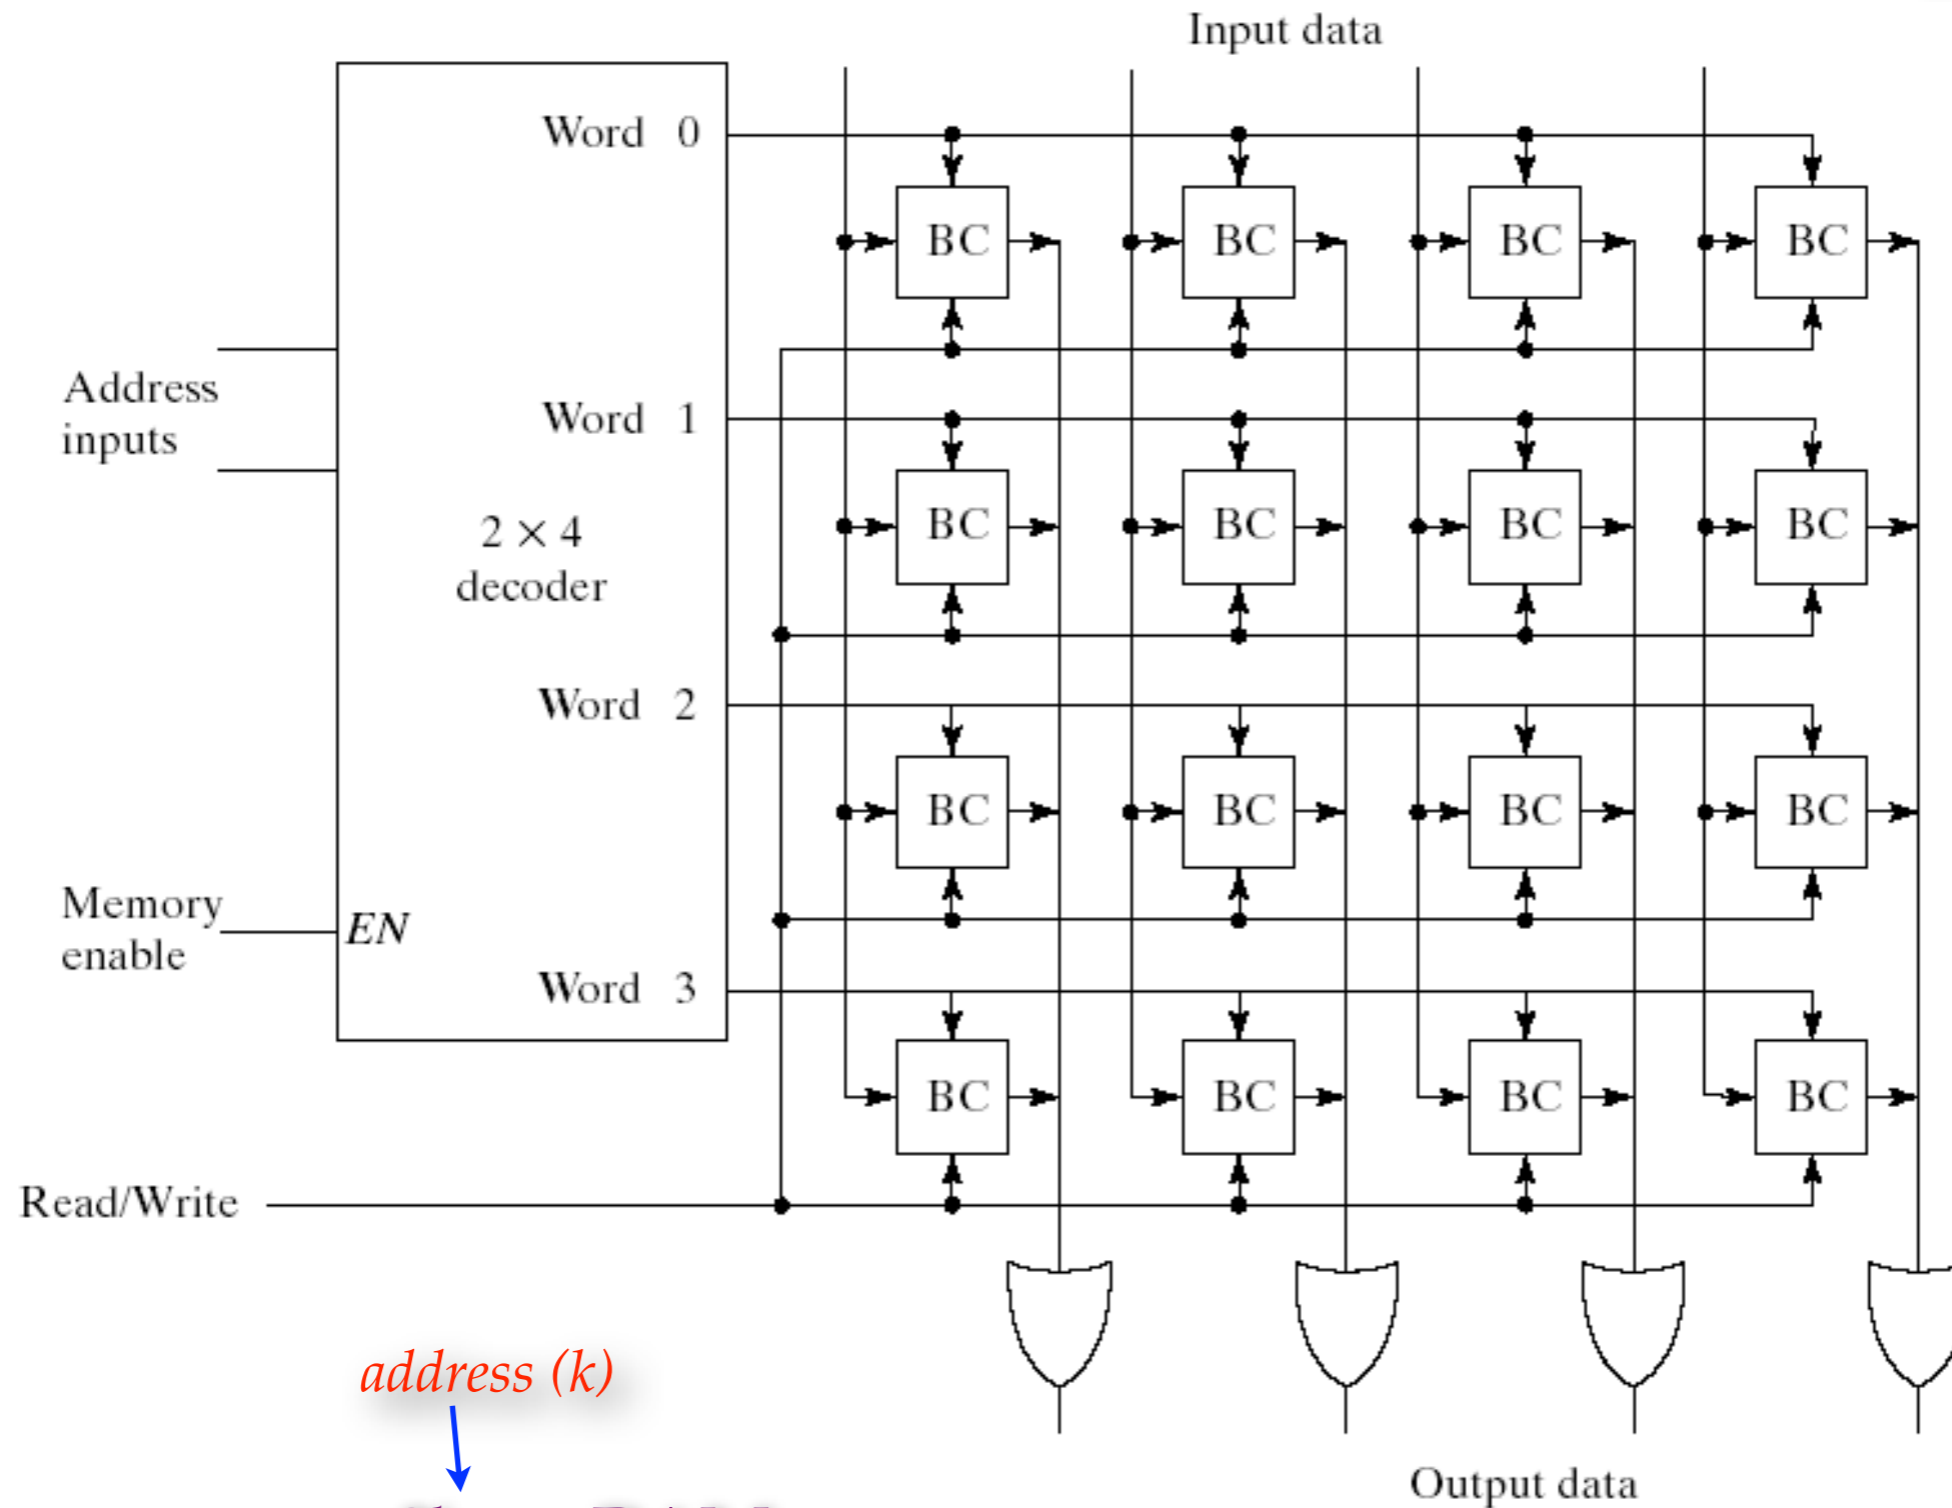 Input data
Word 0
BC BC BC BC
Address
inputs
Word 1
BC BC BC BC
2 × 4
decoder
Word 2
BC BC BC BC
Memory
enable
EN
Word 3
BC BC BC BC
Read/Write
address (k)
Output data